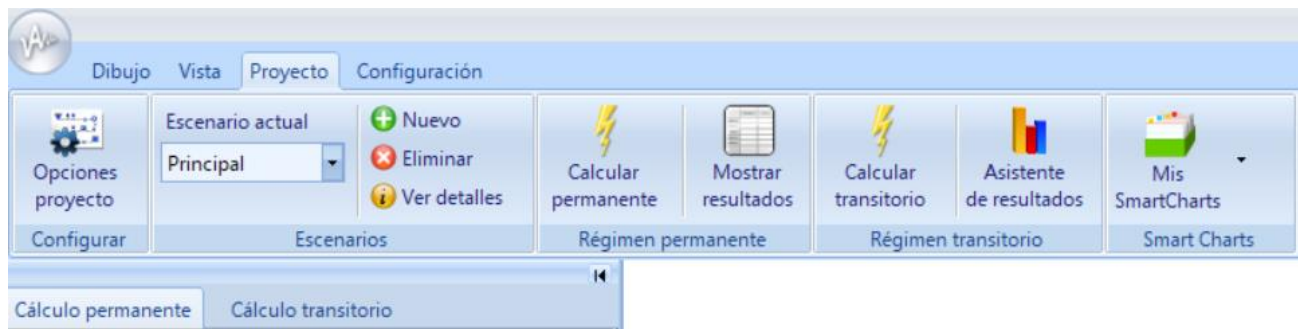 Dibujo Vista Proyecto Configuración
Opciones
proyecto
Configurar
Escenario actual
Principal
Nuevo
Eliminar
Ver detalles
Escenarios
Calcular
permanente
Mostrar
resultados
Régimen permanente
Calcular
transitorio
Asistente
de resultados
Régimen transitorio
Mis
SmartCharts
Smart Charts
Cálculo permanente Cálculo transitorio